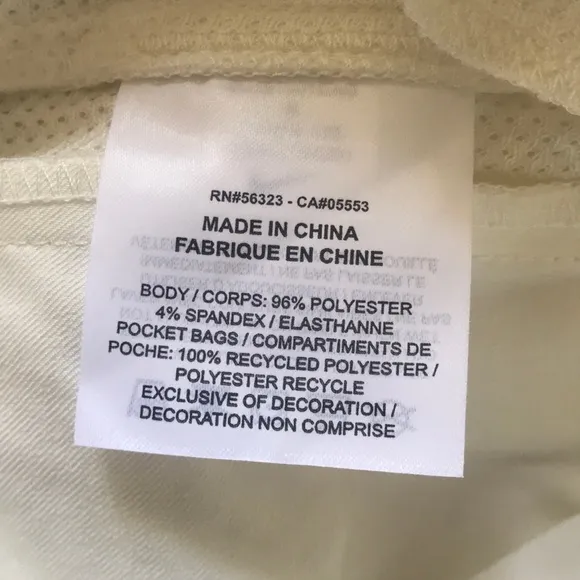 RN#56323 - CA#05553
MADE IN CHINA
FABRIQUE EN CHINE
BODY / CORPS: 96% POLYESTER
4% SPANDEX / ELASTHANNE
POCKET BAGS / COMPARTIMENTS DE
POCHE: 100% RECYCLED POLYESTER /
POLYESTER RECYCLE
EXCLUSIVE OF DECORATION /
DECORATION NON COMPRISE